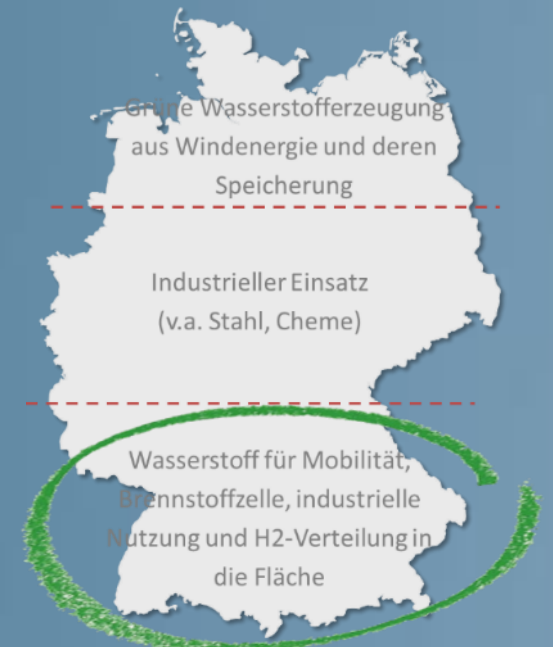 Grüne Wasserstofferzeugung
aus Windenergie und deren
Speicherung
Industrieller Einsatz
(v.a. Stahl, Cheme)
Wasserstoff für Mobilität,
Brennstoffzelle, industrielle
Nutzung und H2-Verteilung in
die Fläche